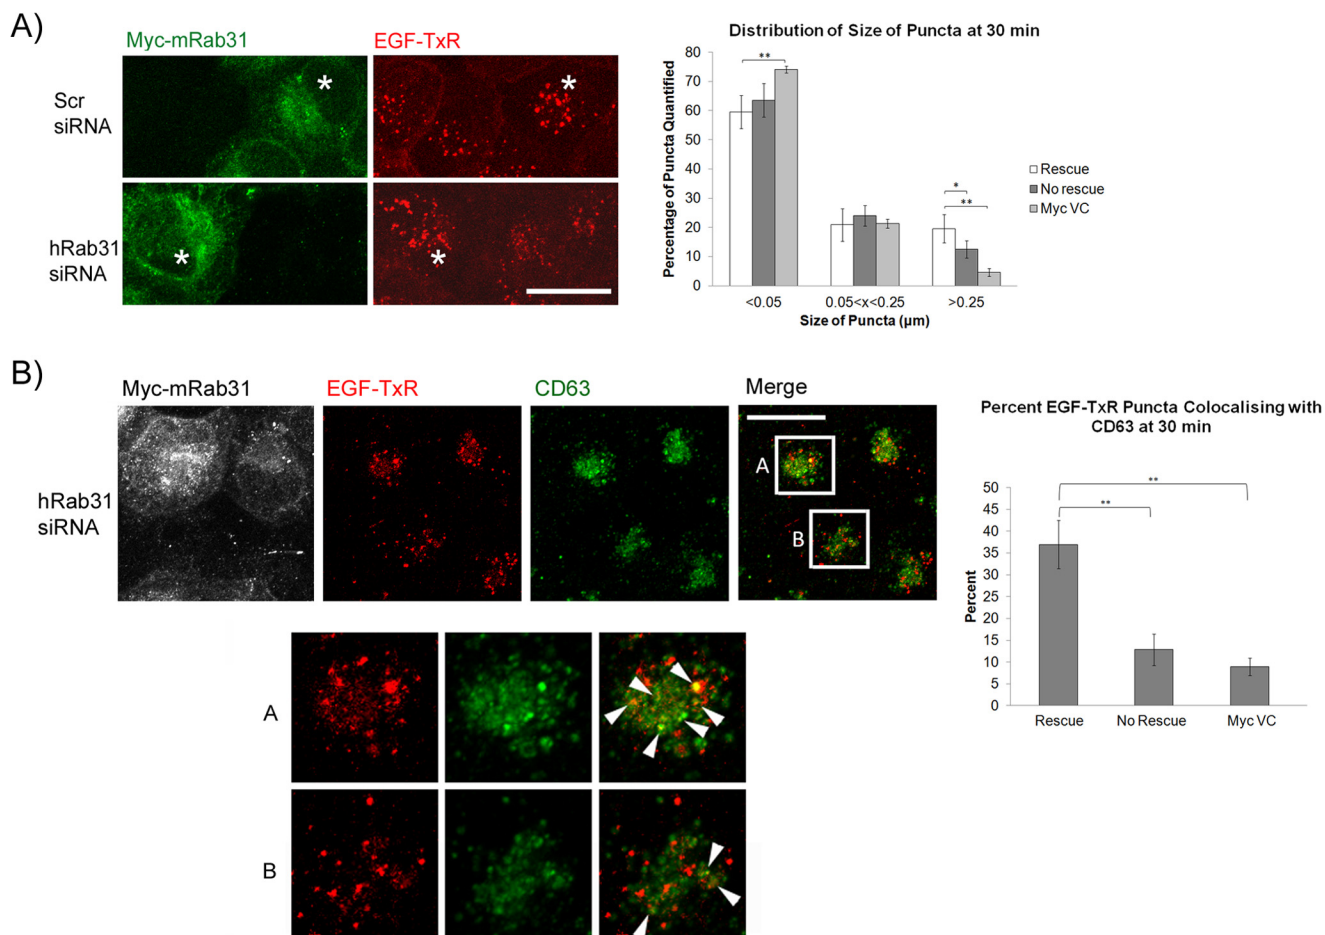 A)
Myc-mRab31
EGF-TxR
Scr
siRNA
*
*
hRab31
siRNA
*
*
Distribution of Size of Puncta at 30 min
Percentage of Puncta Quantified
80
70
60
50
40
30
20
10
0
**
*
**
<0.05
0.05<x<0.25
>0.25
Size of Puncta (µm)
Rescue
No rescue
Myc VC
B)
Myc-mRab31
EGF-TxR
CD63
Merge
hRab31
siRNA
A
B
A
B
Percent EGF-TxR Puncta Colocalising with
CD63 at 30 min
Percent
50
45
40
35
30
25
20
15
10
5
0
**
**
Rescue
No Rescue
Myc VC